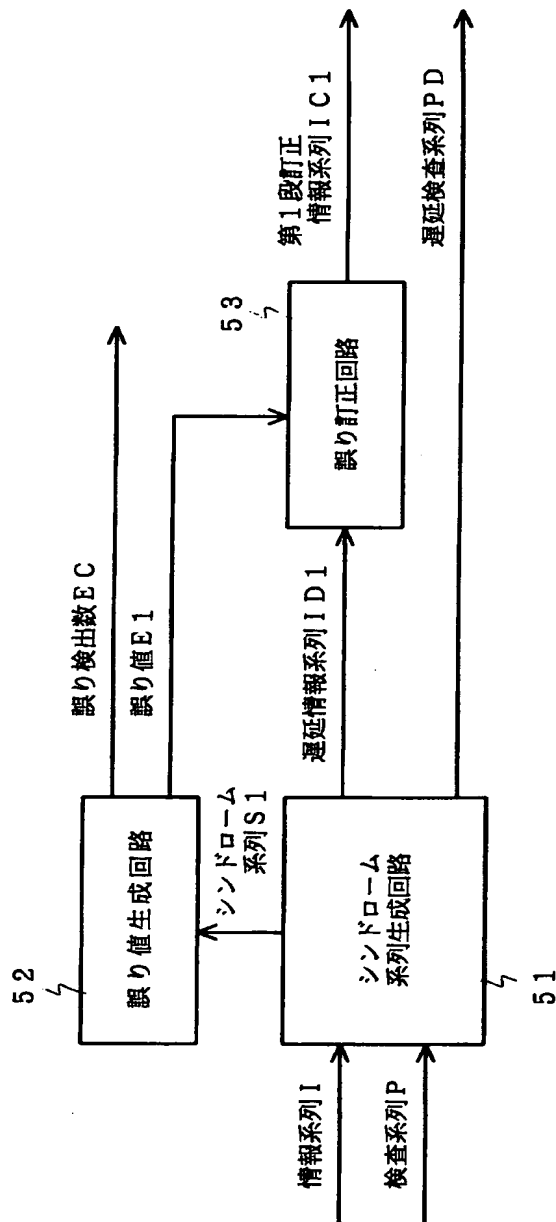 52
誤り値生成回路
誤り検出数EC
誤り値E1
シンドローム
系列S1
53
誤り訂正回路
第1段訂正
情報系列IC1
情報系列I
検査系列P
シンドローム
系列生成回路
51
遅延情報系列ID1
遅延検査系列PD